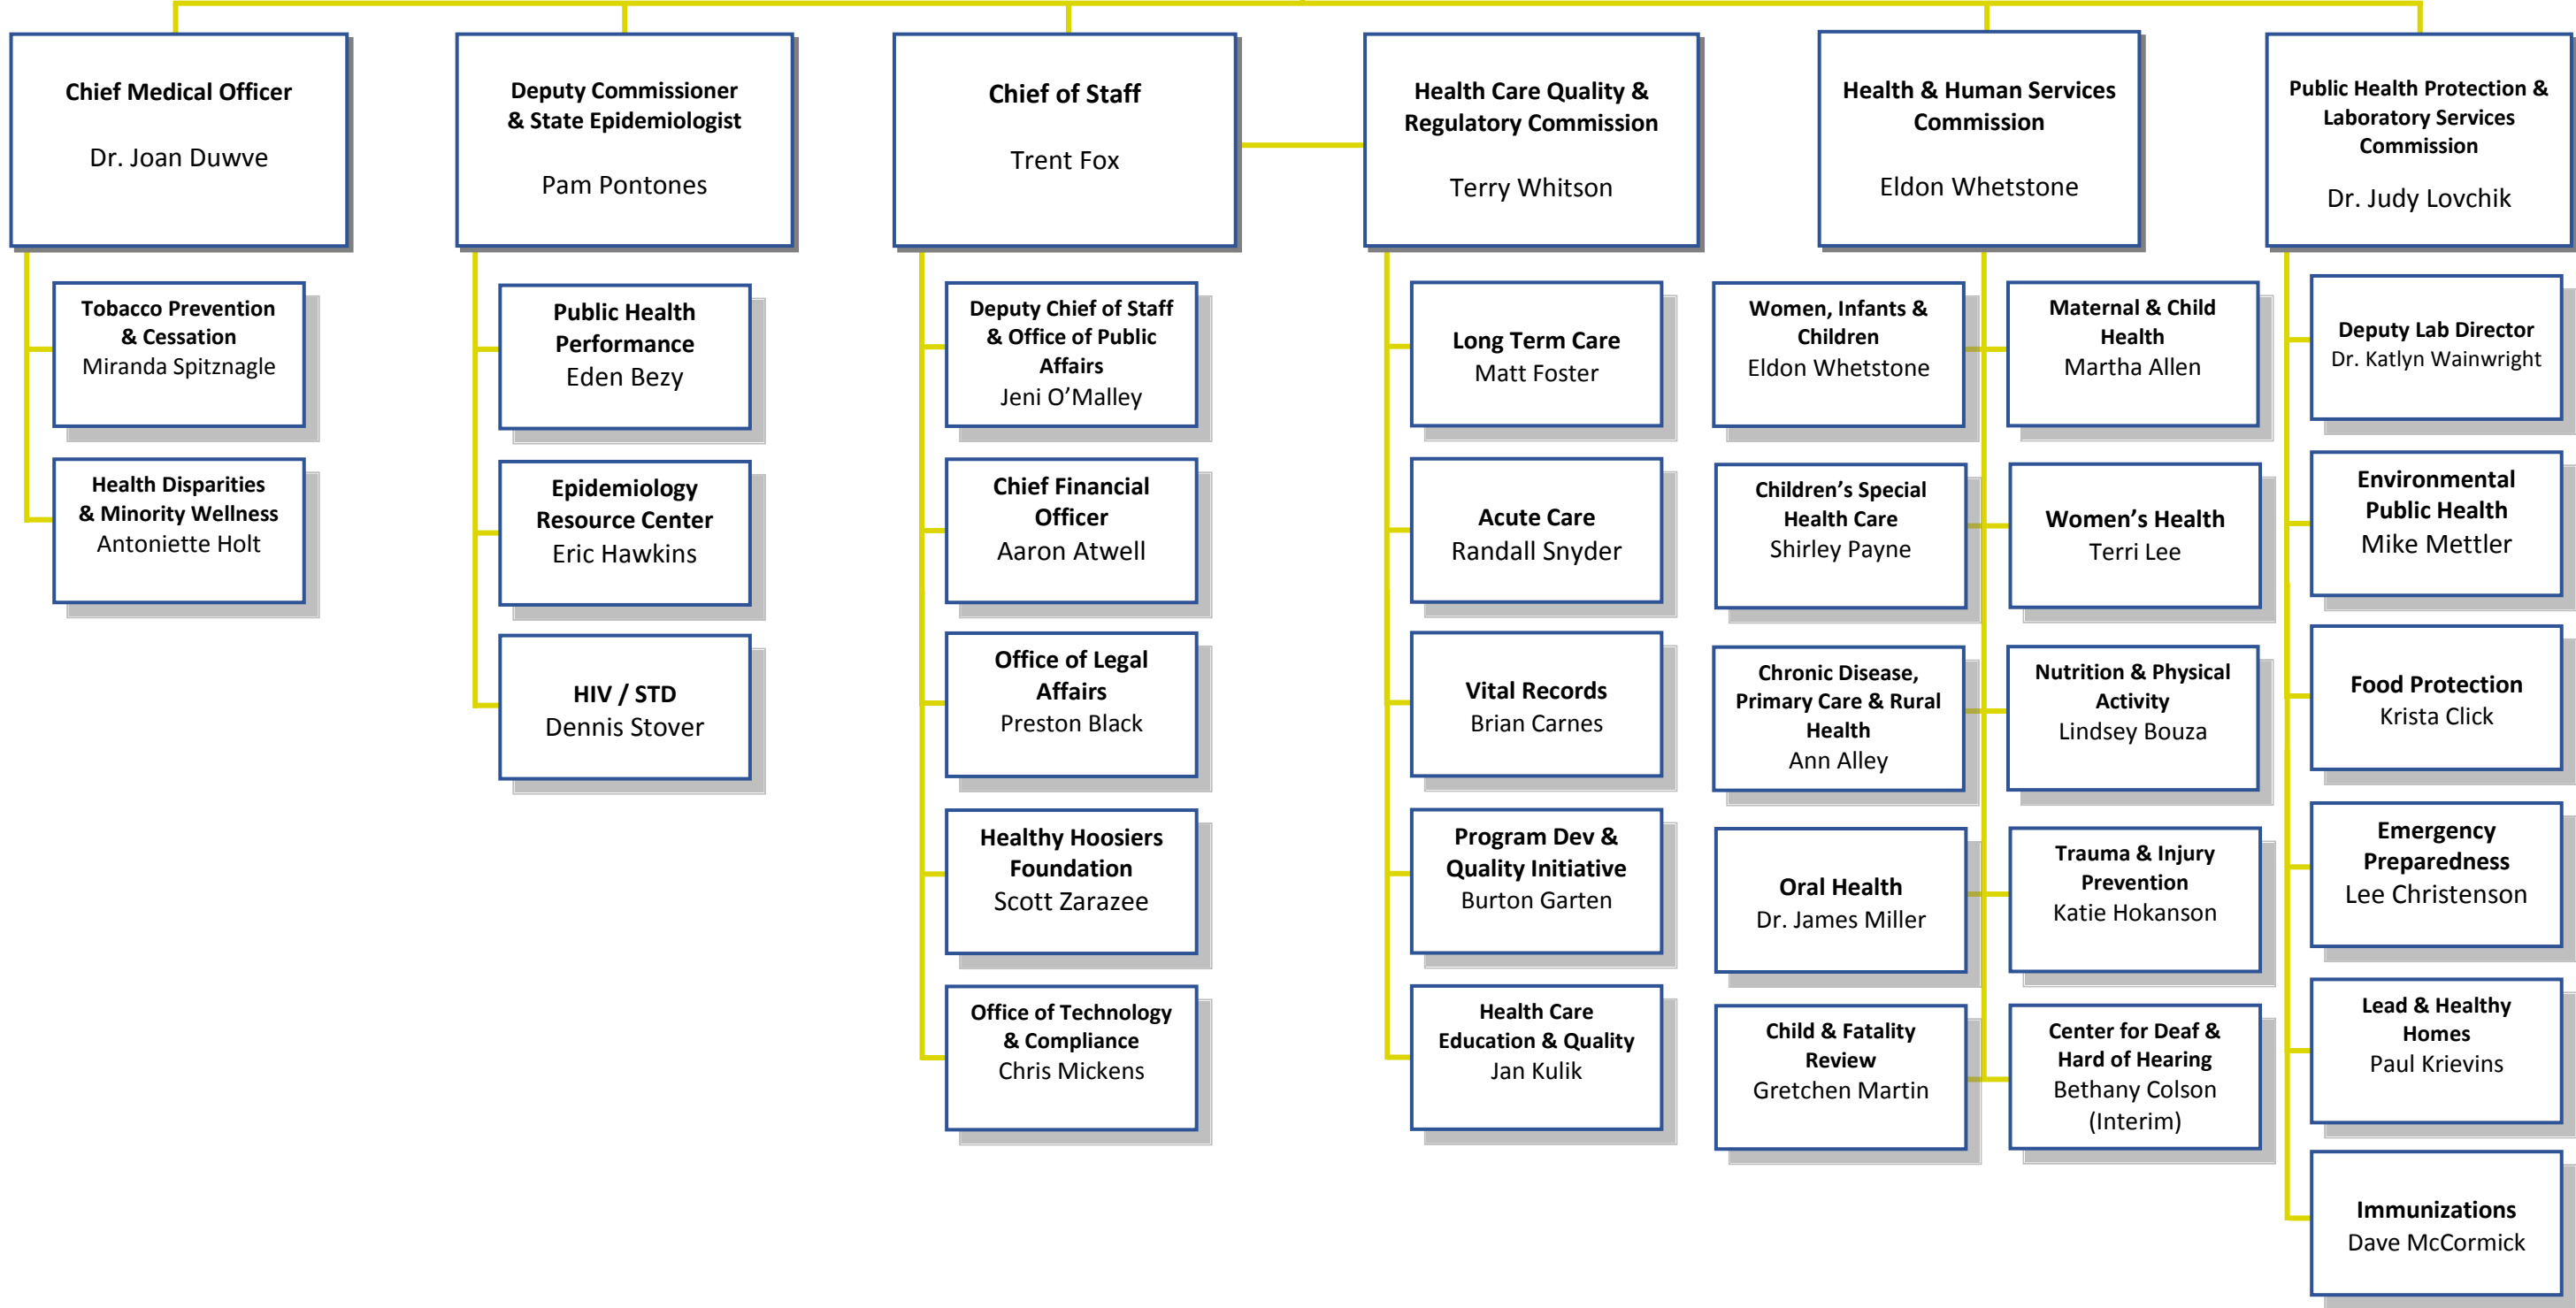 Chief Medical Officer
Dr. Joan Duwve
Deputy Commissioner
& State Epidemiologist
Pam Pontones
Chief of Staff
Trent Fox
Health Care Quality &
Regulatory Commission
Terry Whitson
Health & Human Services
Commission
Eldon Whetstone
Public Health Protection &
Laboratory Services
Commission
Dr. Judy Lovchik
Tobacco Prevention
& Cessation
Miranda Spitznagle
Health Disparities
& Minority Wellness
Antoniette Holt
Public Health
Performance
Eden Bezy
Epidemiology
Resource Center
Eric Hawkins
HIV / STD
Dennis Stover
Deputy Chief of Staff
& Office of Public
Affairs
Jeni O’Malley
Chief Financial
Officer
Aaron Atwell
Office of Legal
Affairs
Preston Black
Healthy Hoosiers
Foundation
Scott Zarazee
Office of Technology
& Compliance
Chris Mickens
Long Term Care
Matt Foster
Acute Care
Randall Snyder
Vital Records
Brian Carnes
Program Dev &
Quality Initiative
Burton Garten
Health Care
Education & Quality
Jan Kulik
Women, Infants &
Children
Eldon Whetstone
Maternal & Child
Health
Martha Allen
Children’s Special
Health Care
Shirley Payne
Women’s Health
Terri Lee
Chronic Disease,
Primary Care & Rural
Health
Ann Alley
Nutrition & Physical
Activity
Lindsey Bouza
Oral Health
Dr. James Miller
Trauma & Injury
Prevention
Katie Hokanson
Child & Fatality
Review
Gretchen Martin
Center for Deaf &
Hard of Hearing
Bethany Colson
(Interim)
Deputy Lab Director
Dr. Katlyn Wainwright
Environmental
Public Health
Mike Mettler
Food Protection
Krista Click
Emergency
Preparedness
Lee Christenson
Lead & Healthy
Homes
Paul Krievins
Immunizations
Dave McCormick